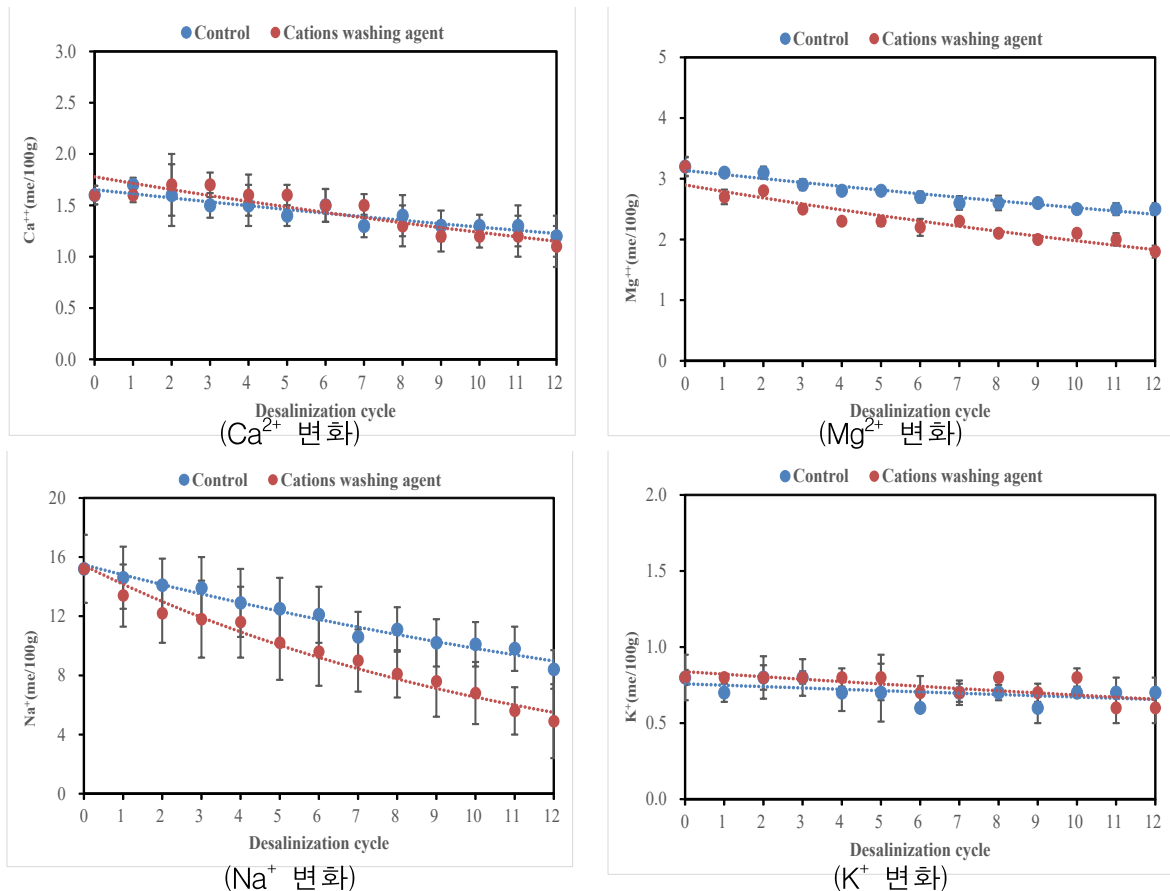 Control Cations washing agent
3.0
2.5
2.0
1.5
1.0
0.5
0.0
Ca⁺⁺(me/100g)
0 1 2 3 4 5 6 7 8 9 10 11 12
Desalinization cycle
(Ca²⁺ 변화)
Control Cations washing agent
5
4
3
2
1
0
Mg⁺⁺(me/100g)
0 1 2 3 4 5 6 7 8 9 10 11 12
Desalinization cycle
(Mg²⁺ 변화)
Control Cations washing agent
20
16
12
8
4
0
Na⁺(me/100g)
0 1 2 3 4 5 6 7 8 9 10 11 12
Desalinization cycle
(Na⁺ 변화)
Control Cations washing agent
2.0
1.5
1.0
0.5
0.0
K⁺(me/100g)
0 1 2 3 4 5 6 7 8 9 10 11 12
Desalinization cycle
(K⁺ 변화)